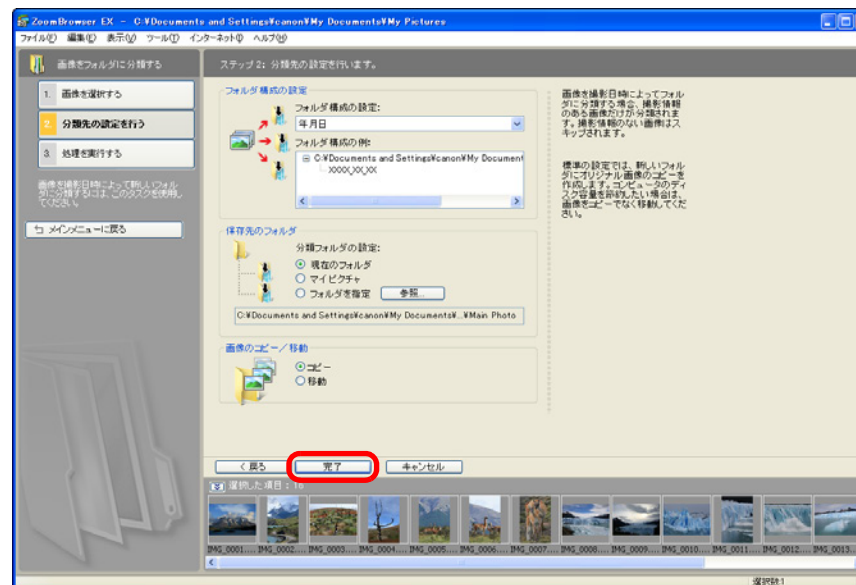 ZoomBrowser EX - C:¥Documents and Settings¥canon¥My Documents¥My Pictures
ファイル(F) 編集(E) 表示(V) ツール(T) インターネット(I) ヘルプ(H)
画像をフォルダに分類する
ステップ2: 分類先の設定を行います。
1. 画像を選択する
2. 分類先の設定を行う
3. 処理を実行する
画像を撮影日時によって新しいフォル
ダに分類するには、このタスクを使用し
てください。
メインメニューに戻る
フォルダ構成の設定
フォルダ構成の設定:
年月日
フォルダ構成の例:
C:¥Documents and Settings¥canon¥My Document
XXXX_XX_XX
保存先のフォルダ
分類フォルダの設定:
現在のフォルダ
マイピクチャ
フォルダを指定 参照...
C:¥Documents and Settings¥canon¥My Documents¥...¥Main Photo
画像のコピー/移動
コピー
移動
画像を撮影日時によってフォル
ダに分類する場合、撮影情報
のある画像だけが分類されま
す。撮影情報のない画像はス
キップされます。
標準の設定では、新しいフォル
ダにオリジナル画像のコピーを
作成します。コンピュータのディ
スク容量を節約したい場合は、
画像をコピーでなく移動してくだ
さい。
< 戻る 完了 キャンセル
選択した項目 : 16
IMG_0001.... IMG_0002.... IMG_0003.... IMG_0004.... IMG_0005.... IMG_0006.... IMG_0007.... IMG_0008.... IMG_0009.... IMG_0010.... IMG_0011.... IMG_0012.... IMG_0013...
選択数:1